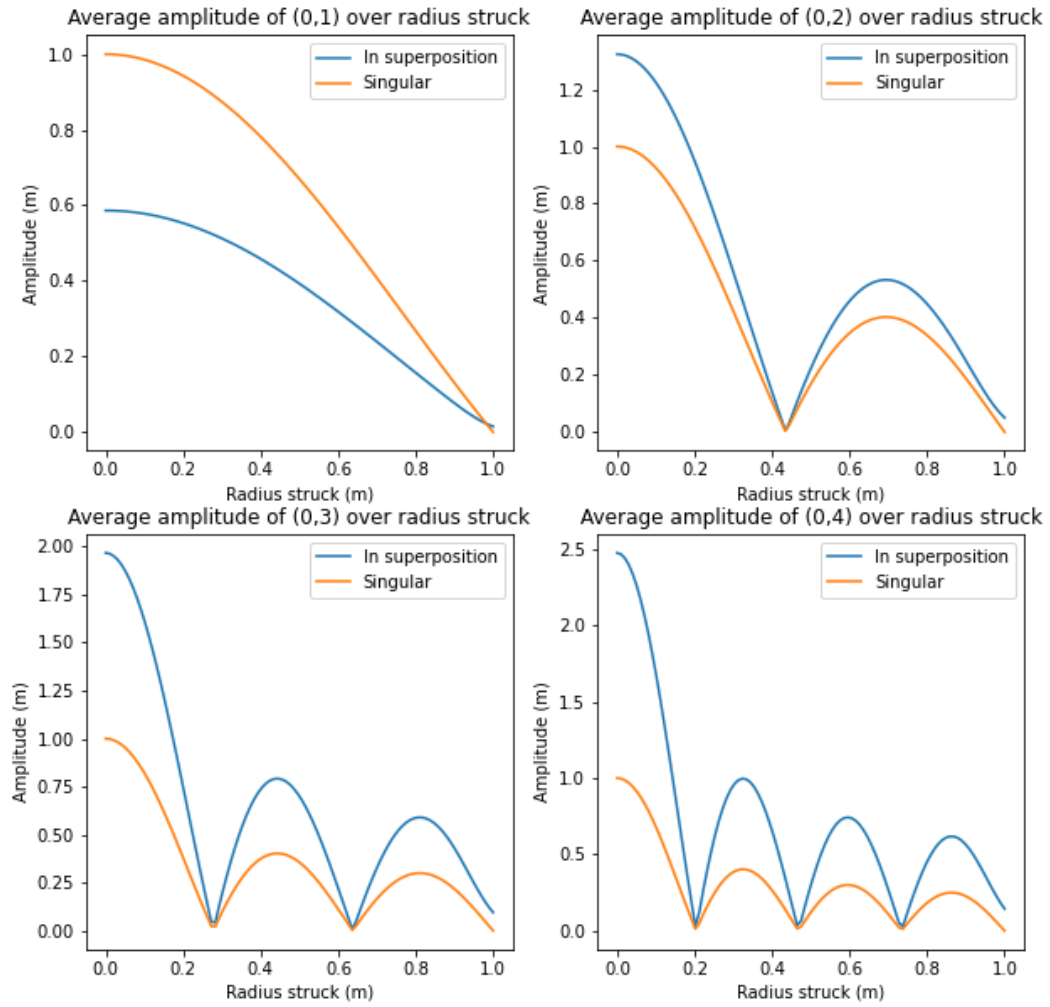 Average amplitude of (0,1) over radius struck
In superposition
Singular
1.0
0.8
0.6
0.4
0.2
0.0
Amplitude (m)
0.0 0.2 0.4 0.6 0.8 1.0
Radius struck (m)
Average amplitude of (0,2) over radius struck
In superposition
Singular
1.2
1.0
0.8
0.6
0.4
0.2
0.0
Amplitude (m)
0.0 0.2 0.4 0.6 0.8 1.0
Radius struck (m)
Average amplitude of (0,3) over radius struck
In superposition
Singular
2.00
1.75
1.50
1.25
1.00
0.75
0.50
0.25
0.00
Amplitude (m)
0.0 0.2 0.4 0.6 0.8 1.0
Radius struck (m)
Average amplitude of (0,4) over radius struck
In superposition
Singular
2.5
2.0
1.5
1.0
0.5
0.0
Amplitude (m)
0.0 0.2 0.4 0.6 0.8 1.0
Radius struck (m)